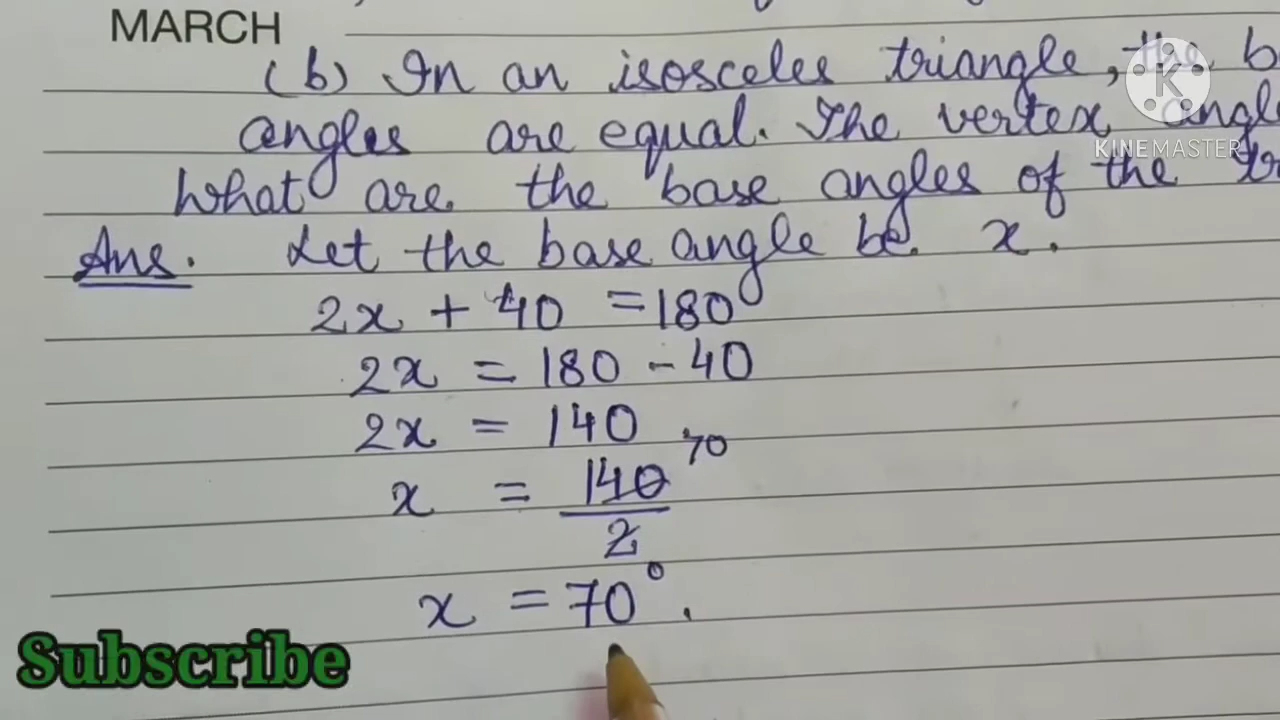 MARCH
(b) In an isosceles triangle, the b
angles are equal. The vertex angle
What are the base angles of the tr
Ans. Let the base angle be x.
2x + 40 = 180°
2x = 180 - 40
2x = 140
x = 140/2 70
x = 70°.
K
KINEMASTER
Subscribe